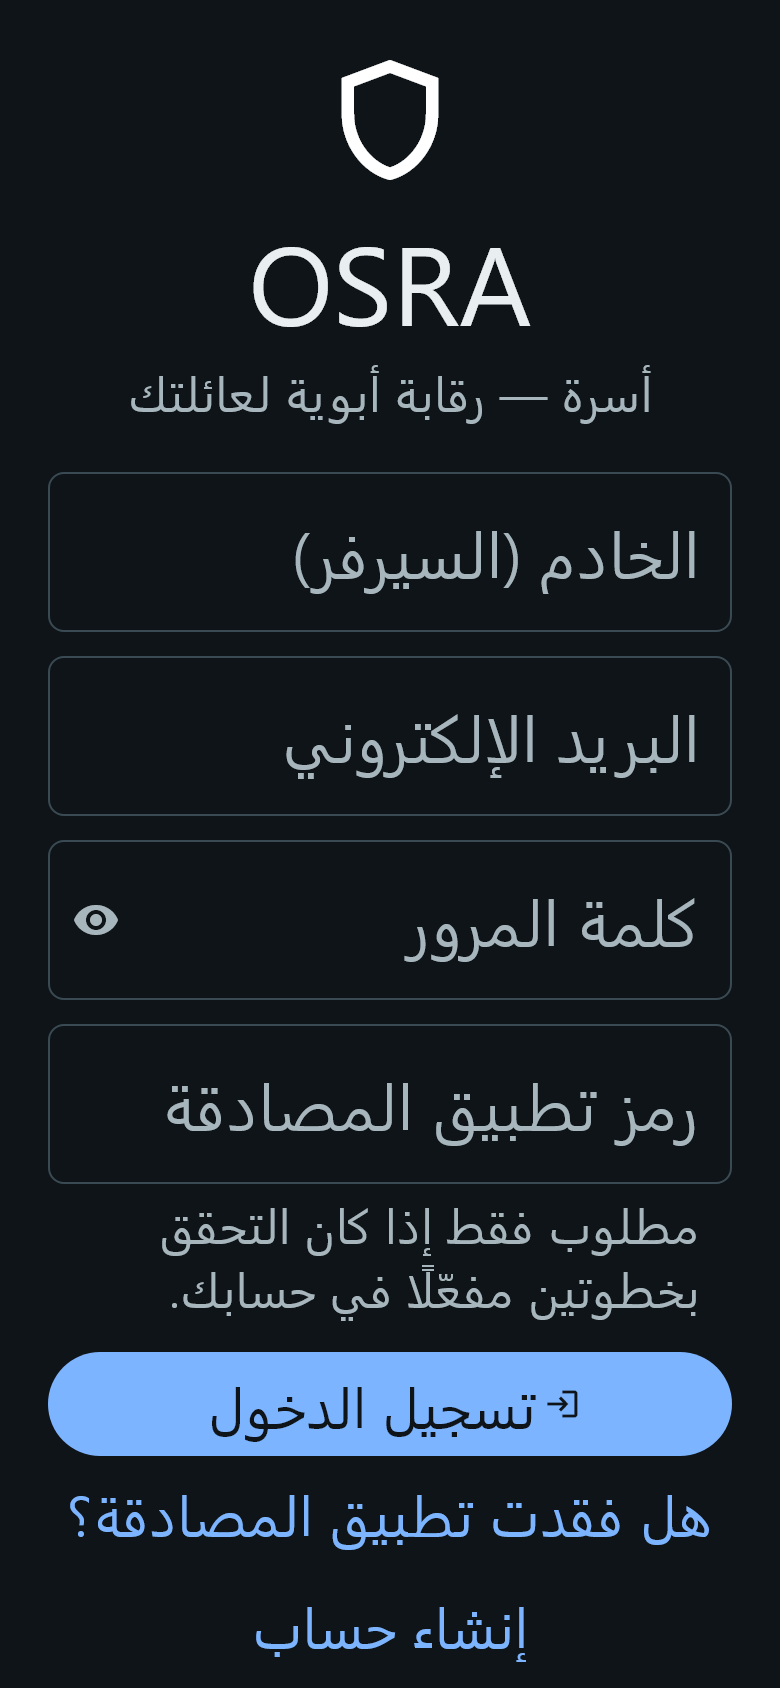 OSRA
أسرة — رقابة أبوية لعائلتك
الخادم (السيرفر)
البريد الإلكتروني
كلمة المرور
رمز تطبيق المصادقة
مطلوب فقط إذا كان التحقق
بخطوتين مفعّلًا في حسابك.
تسجيل الدخول
هل فقدت تطبيق المصادقة؟
إنشاء حساب